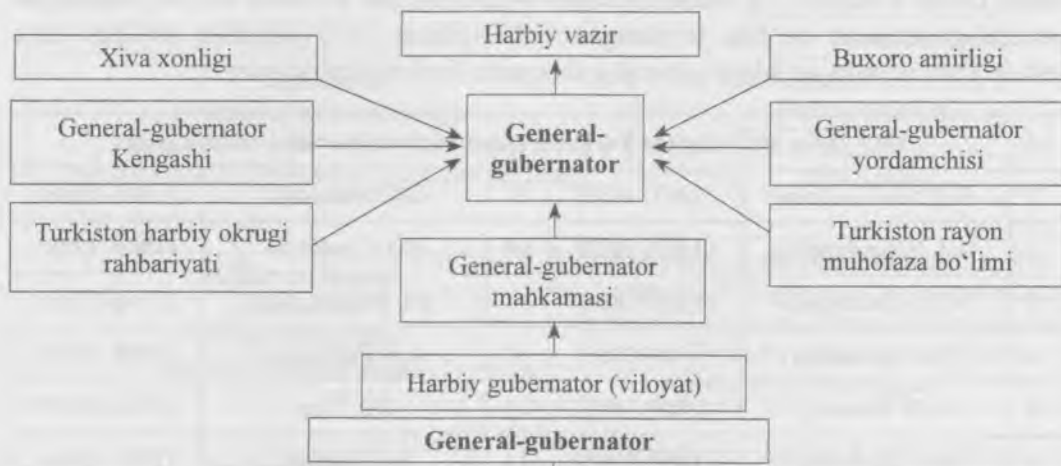 Harbiy vazir
Xiva xonligi
Buxoro amirligi
General-gubernator
Kengashi
General-
gubernator
General-gubernator
yordamchisi
Turkiston harbiy okrugi
rahbariyati
General-gubernator
mahkamasi
Turkiston rayon
muhofaza bo‘limi
Harbiy gubernator (viloyat)
General-gubernator